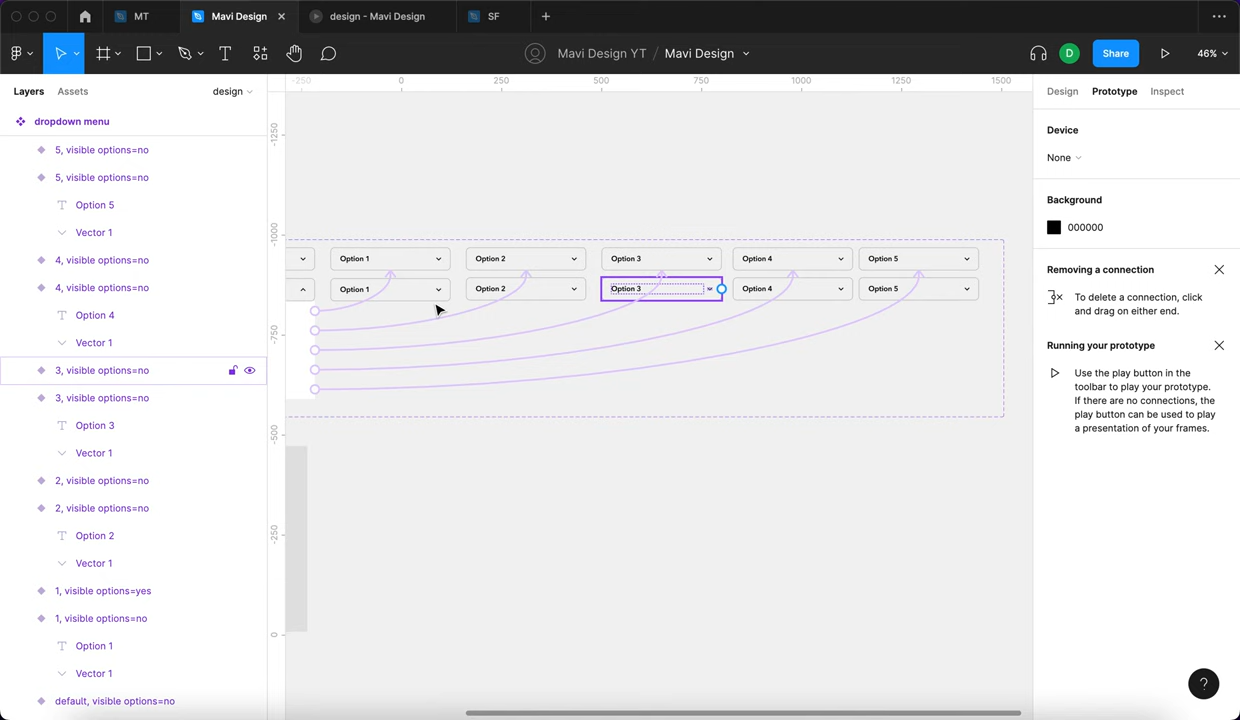 MT
Mavi Design
design - Mavi Design
SF
Mavi Design YT / Mavi Design
Share
46%
D
Layers
Assets
design
dropdown menu
5, visible options=no
5, visible options=no
Option 5
Vector 1
4, visible options=no
4, visible options=no
Option 4
Vector 1
3, visible options=no
3, visible options=no
Option 3
Vector 1
2, visible options=no
2, visible options=no
Option 2
Vector 1
1, visible options=yes
1, visible options=no
Option 1
Vector 1
default, visible options=no
-250 0 250 500 750 1000 1250 1500
-1250
-1000
-750
-500
-250
0
Option 1 Option 2 Option 3 Option 4 Option 5
Option 1 Option 2 Option 3 Option 4 Option 5
Design
Prototype
Inspect
Device
None
Background
000000
Removing a connection
To delete a connection, click
and drag on either end.
Running your prototype
Use the play button in the
toolbar to play your prototype.
If there are no connections, the
play button can be used to play
a presentation of your frames.
?